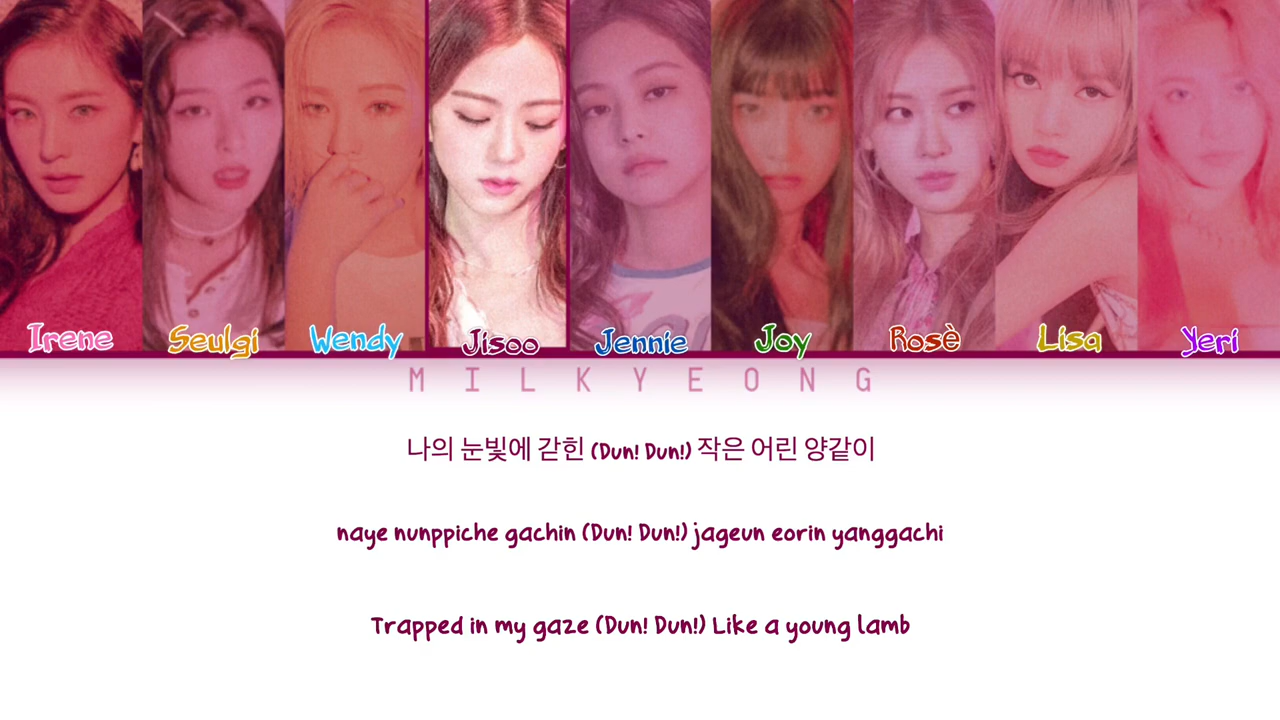 Irene Seulgi Wendy Jisoo Jennie Joy Rosè Lisa Yeri
MILKYEONG
나의 눈빛에 갇힌 (Dun! Dun!) 작은 어린 양같이
naye nunppiche gachin (Dun! Dun!) jageun eorin yanggachi
Trapped in my gaze (Dun! Dun!) Like a young lamb